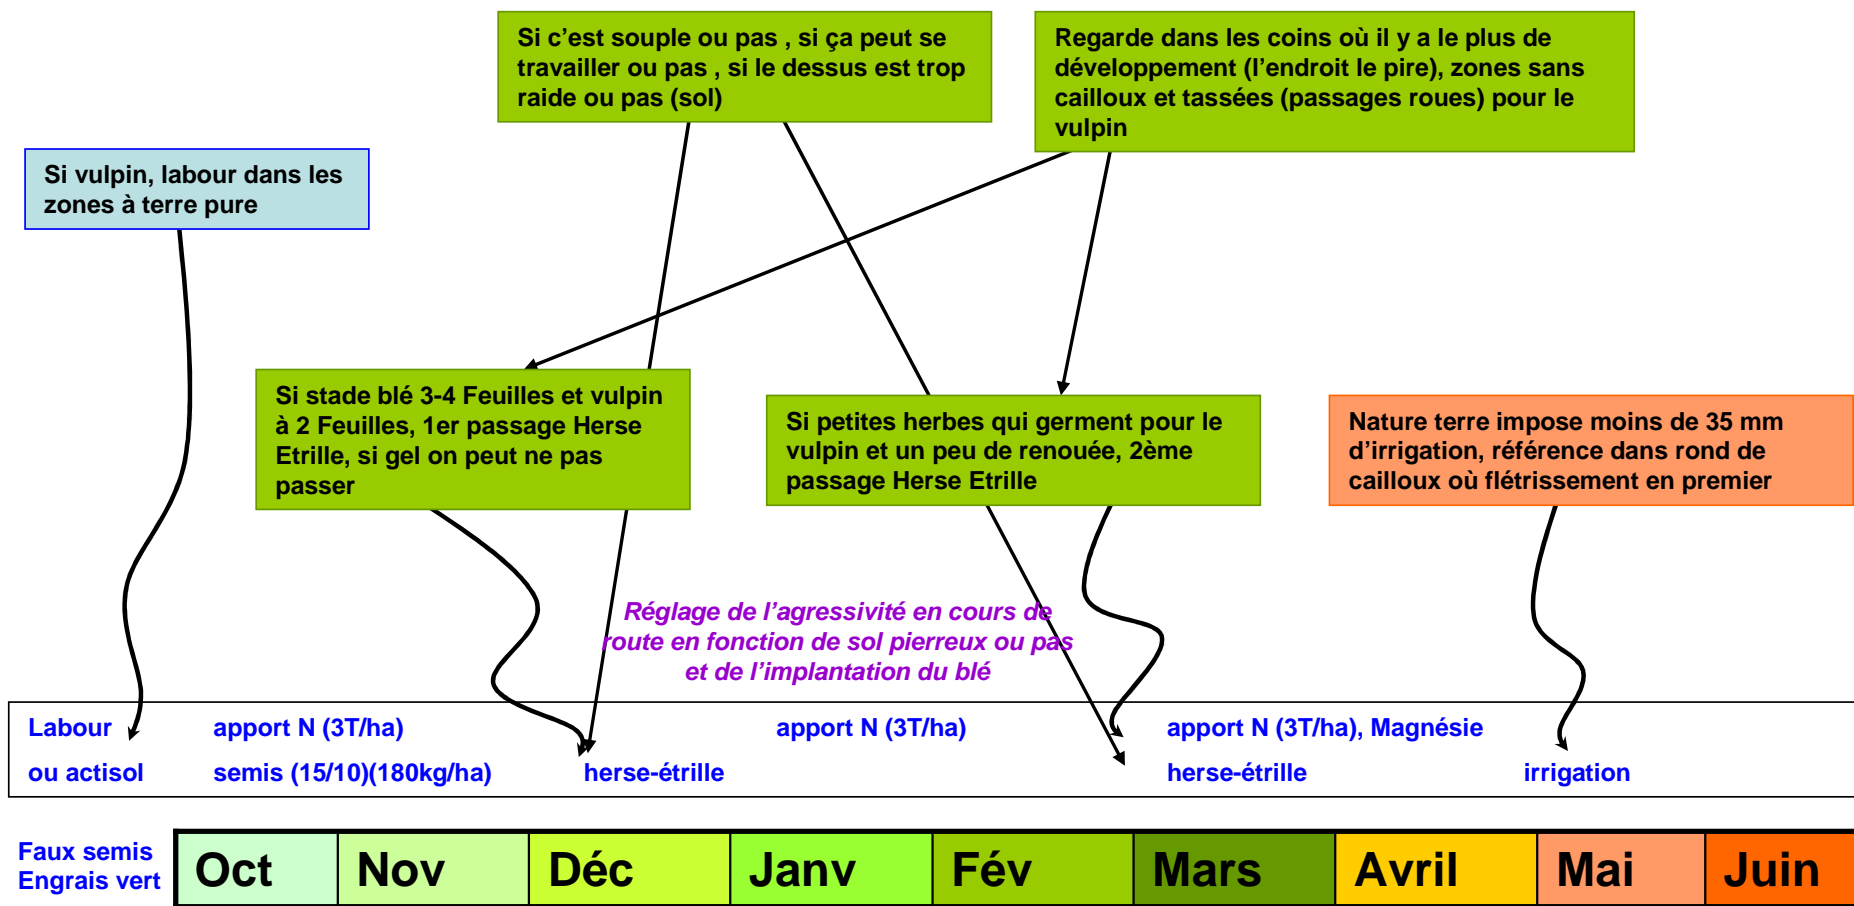 Si c’est souple ou pas , si ça peut se
travailler ou pas , si le dessus est trop
raide ou pas (sol)
Regarde dans les coins où il y a le plus de
développement (l’endroit le pire), zones sans
cailloux et tassées (passages roues) pour le
vulpin
Si vulpin, labour dans les
zones à terre pure
Si stade blé 3-4 Feuilles et vulpin
à 2 Feuilles, 1er passage Herse
Etrille, si gel on peut ne pas
passer
Si petites herbes qui germent pour le
vulpin et un peu de renouée, 2ème
passage Herse Etrille
Nature terre impose moins de 35 mm
d’irrigation, référence dans rond de
cailloux où flétrissement en premier
Réglage de l’agressivité en cours de
route en fonction de sol pierreux ou pas
et de l’implantation du blé
Labour
ou actisol
apport N (3T/ha)
semis (15/10)(180kg/ha)
herse-étrille
apport N (3T/ha)
apport N (3T/ha), Magnésie
herse-étrille
irrigation
Faux semis
Engrais vert
Oct
Nov
Déc
Janv
Fév
Mars
Avril
Mai
Juin